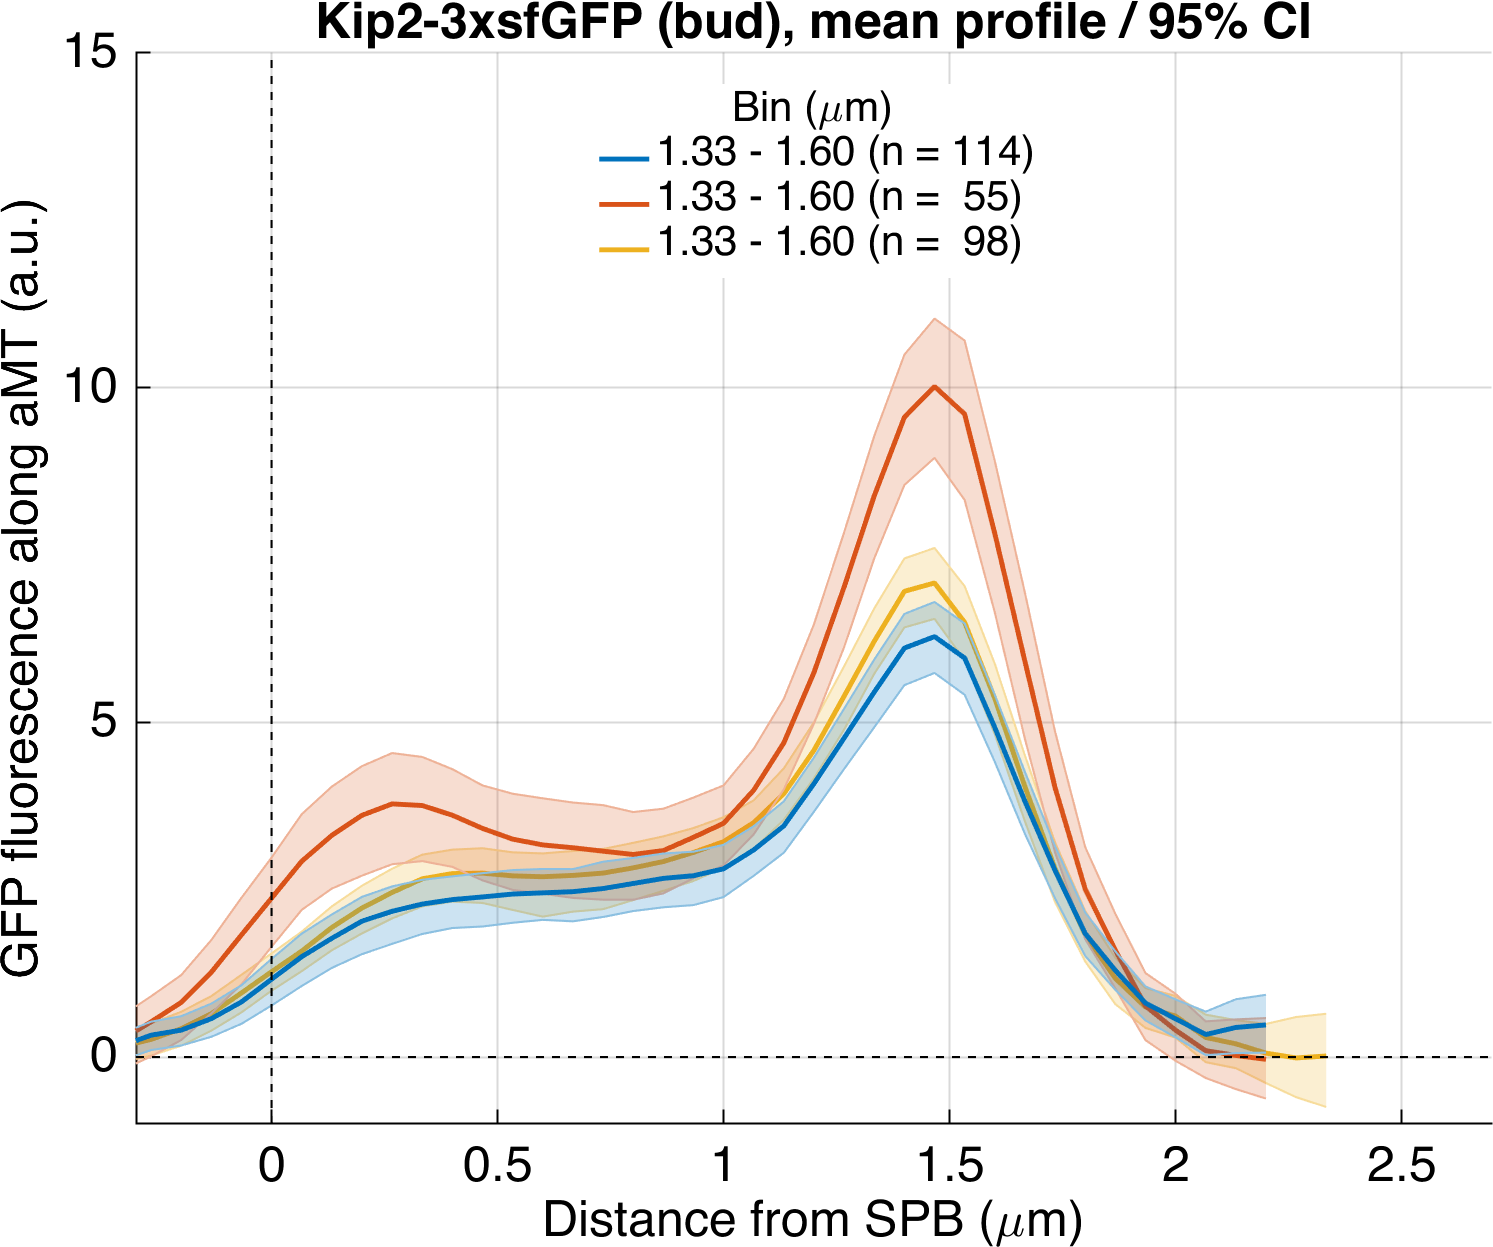 Kip2-3xsfGFP (bud), mean profile / 95% CI
Bin (μm)
1.33 - 1.60 (n = 114)
1.33 - 1.60 (n = 55)
1.33 - 1.60 (n = 98)
GFP fluorescence along aMT (a.u.)
15
10
5
0
0 0.5 1 1.5 2 2.5
Distance from SPB (μm)